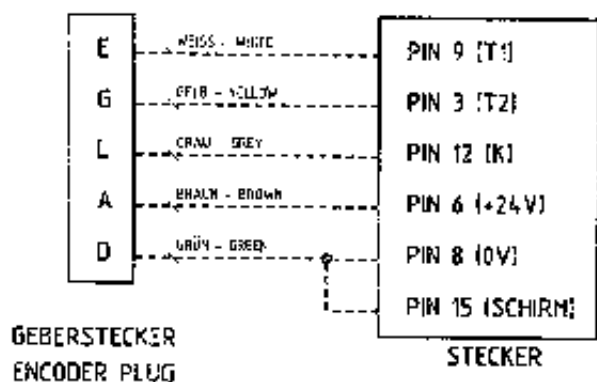 E WEISS - WHITE PIN 9 (T1)
G GELB - YELLOW PIN 3 (T2)
L GRAU - GREY PIN 12 (K)
A BRAUN - BROWN PIN 6 (+24V)
D GRÜN - GREEN PIN 8 (0V)
PIN 15 (SCHIRM)
GEBERSTECKER
ENCODER PLUG
STECKER